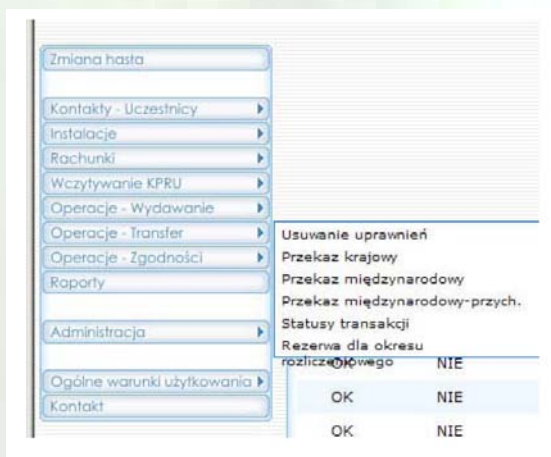 Zmiana hasła
Kontakty - Uczestnicy
Instalacje
Rachunki
Wczytywanie KPRU
Operacje - Wydawanie
Operacje - Transfer
Operacje - Zgodności
Raporty
Administracja
Ogólne warunki użytkowania
Kontakt
Usuwanie uprawnień
Przekaz krajowy
Przekaz międzynarodowy
Przekaz międzynarodowy-przych.
Statusy transakcji
Rezerwa dla okresu
rozliczeniowego
OK NIE
OK NIE
OK NIE